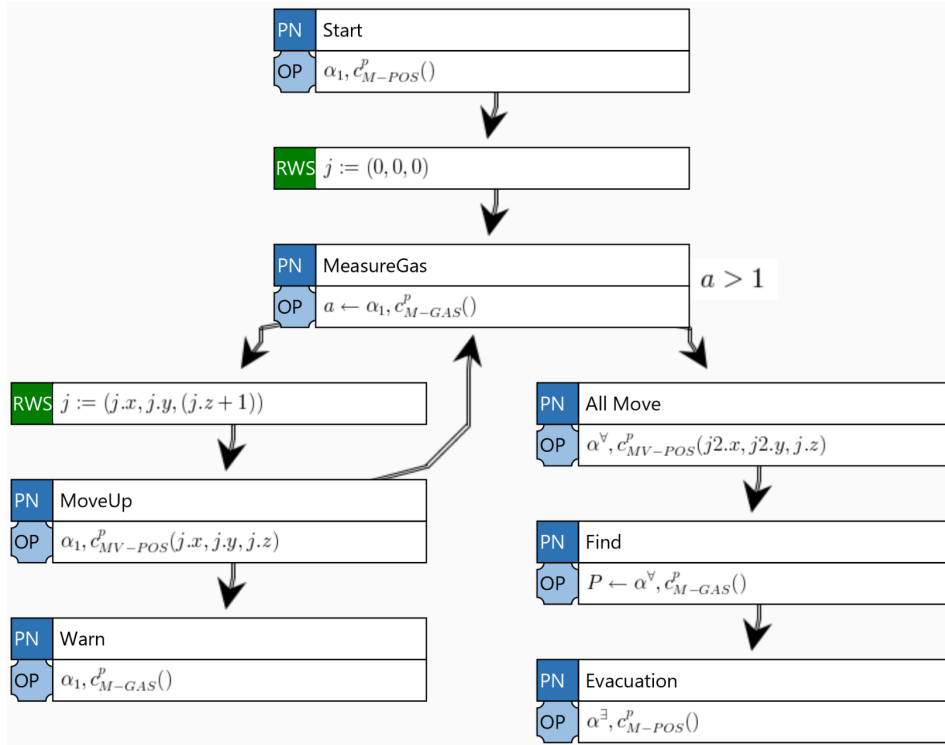 PN Start
OP α₁, c^p_{M−POS}()
RWS j := (0, 0, 0)
PN MeasureGas
OP a ← α₁, c^p_{M−GAS}()
a > 1
RWS j := (j.x, j.y, (j.z + 1))
PN MoveUp
OP α₁, c^p_{MV−POS}(j.x, j.y, j.z)
PN Warn
OP α₁, c^p_{M−GAS}()
PN All Move
OP α^∀, c^p_{MV−POS}(j2.x, j2.y, j.z)
PN Find
OP P ← α^∀, c^p_{M−GAS}()
PN Evacuation
OP α^∃, c^p_{M−POS}()